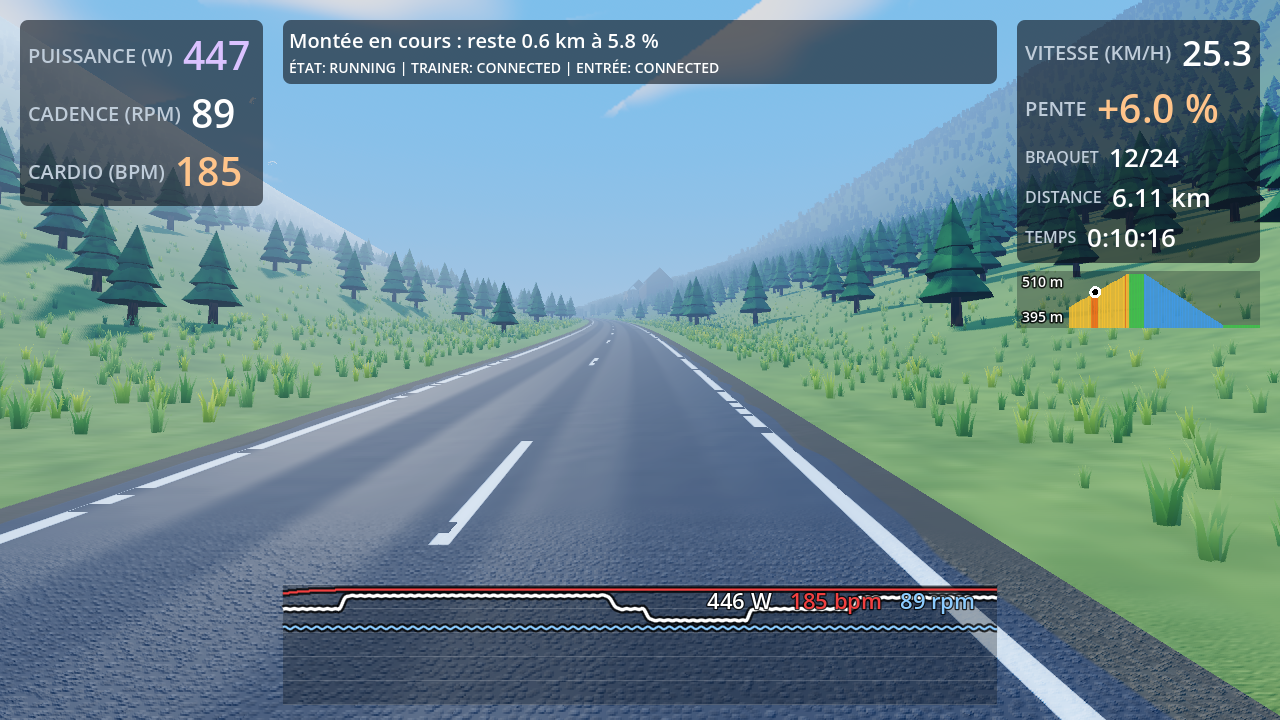 PUISSANCE (W) 447
CADENCE (RPM) 89
CARDIO (BPM) 185
Montée en cours : reste 0.6 km à 5.8 %
ÉTAT: RUNNING | TRAINER: CONNECTED | ENTRÉE: CONNECTED
VITESSE (KM/H) 25.3
PENTE +6.0 %
BRAQUET 12/24
DISTANCE 6.11 km
TEMPS 0:10:16
510 m
395 m
446 W 185 bpm 89 rpm